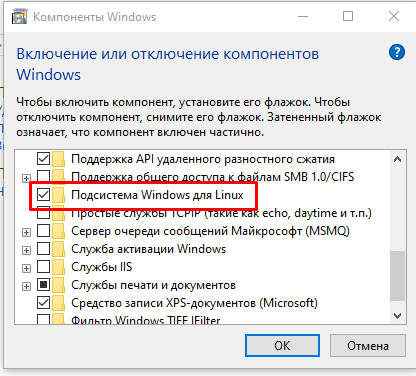 Компоненты Windows
Включение или отключение компонентов
Windows
Чтобы включить компонент, установите его флажок. Чтобы
отключить компонент, снимите его флажок. Затененный флажок
означает, что компонент включен частично.
Поддержка API удаленного разностного сжатия
Поддержка общего доступа к файлам SMB 1.0/CIFS
Подсистема Windows для Linux
Простые службы TCPIP (такие как echo, daytime и т.п.)
Сервер очереди сообщений Майкрософт (MSMQ)
Служба активации Windows
Службы IIS
Службы печати и документов
Средство записи XPS-документов (Microsoft)
Фильтр Windows TIFF IFilter
ОК
Отмена